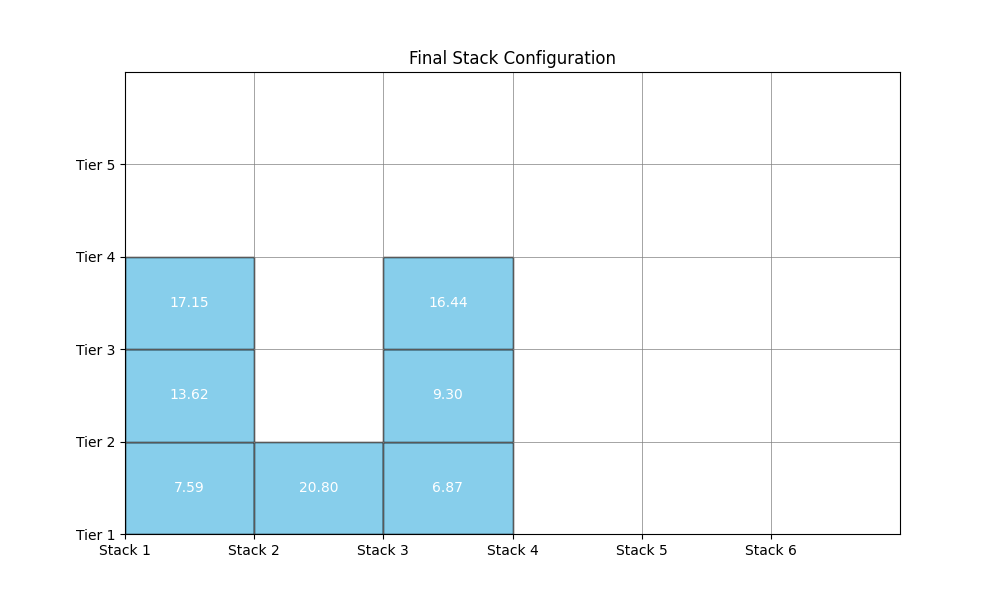 Final Stack Configuration
Tier 5
Tier 4
17.15 16.44
Tier 3
13.62 9.30
Tier 2
7.59 20.80 6.87
Tier 1
Stack 1 Stack 2 Stack 3 Stack 4 Stack 5 Stack 6